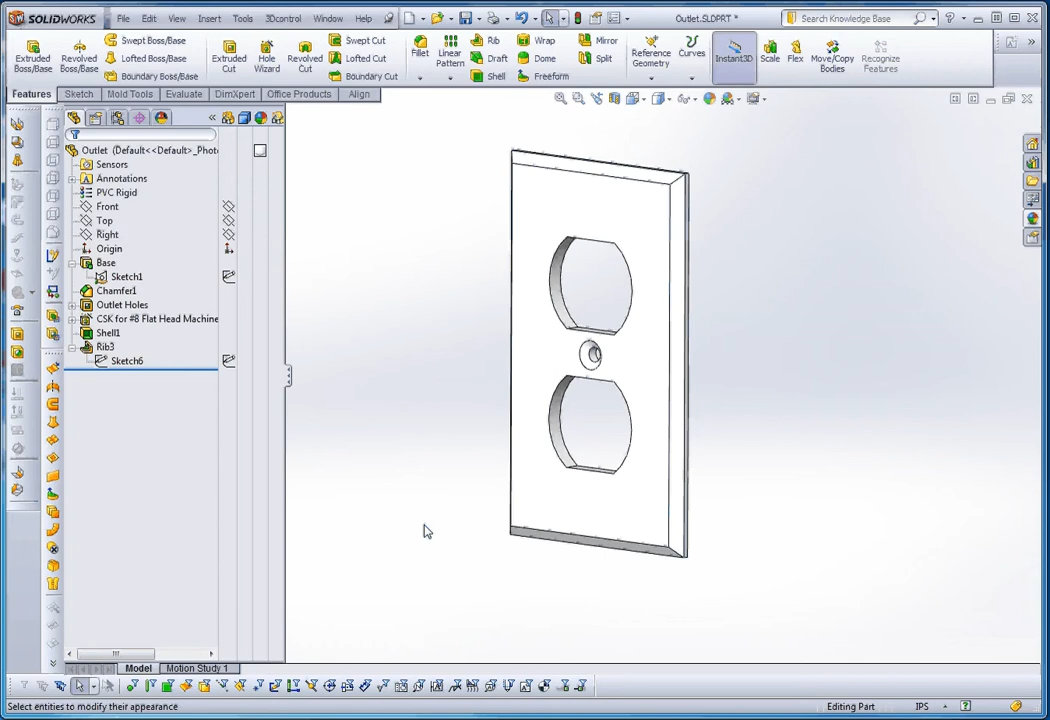 SOLIDWORKS File Edit View Insert Tools 3Dcontrol Window Help Outlet.SLDPRT * Search Knowledge Base
Extruded Boss/Base
Revolved Boss/Base
Swept Boss/Base
Lofted Boss/Base
Boundary Boss/Base
Extruded Cut
Hole Wizard
Revolved Cut
Swept Cut
Lofted Cut
Boundary Cut
Fillet
Linear Pattern
Rib
Draft
Shell
Wrap
Dome
Freeform
Mirror
Split
Reference Geometry
Curves
Instant3D
Scale
Flex
Move/Copy Bodies
Recognize Features
Features Sketch Mold Tools Evaluate DimXpert Office Products Align
Outlet (Default<<Default>_Phot
Sensors
Annotations
PVC Rigid
Front
Top
Right
Origin
Base
Sketch1
Chamfer1
Outlet Holes
CSK for #8 Flat Head Machine
Shell1
Rib3
Sketch6
Model Motion Study 1
Select entities to modify their appearance Editing Part IPS